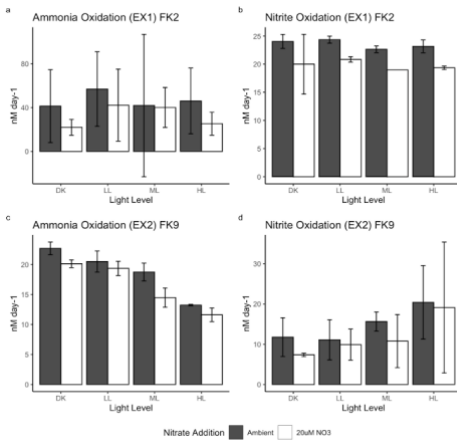 a
Ammonia Oxidation (EX1) FK2
nM day-1
80
40
0
DK LL ML HL
Light Level
b
Nitrite Oxidation (EX1) FK2
nM day-1
25
20
15
10
5
0
DK LL ML HL
Light Level
c
Ammonia Oxidation (EX2) FK9
nM day-1
20
15
10
5
0
DK LL ML HL
Light Level
d
Nitrite Oxidation (EX2) FK9
nM day-1
30
20
10
0
DK LL ML HL
Light Level
Nitrate Addition Ambient 20uM NO3